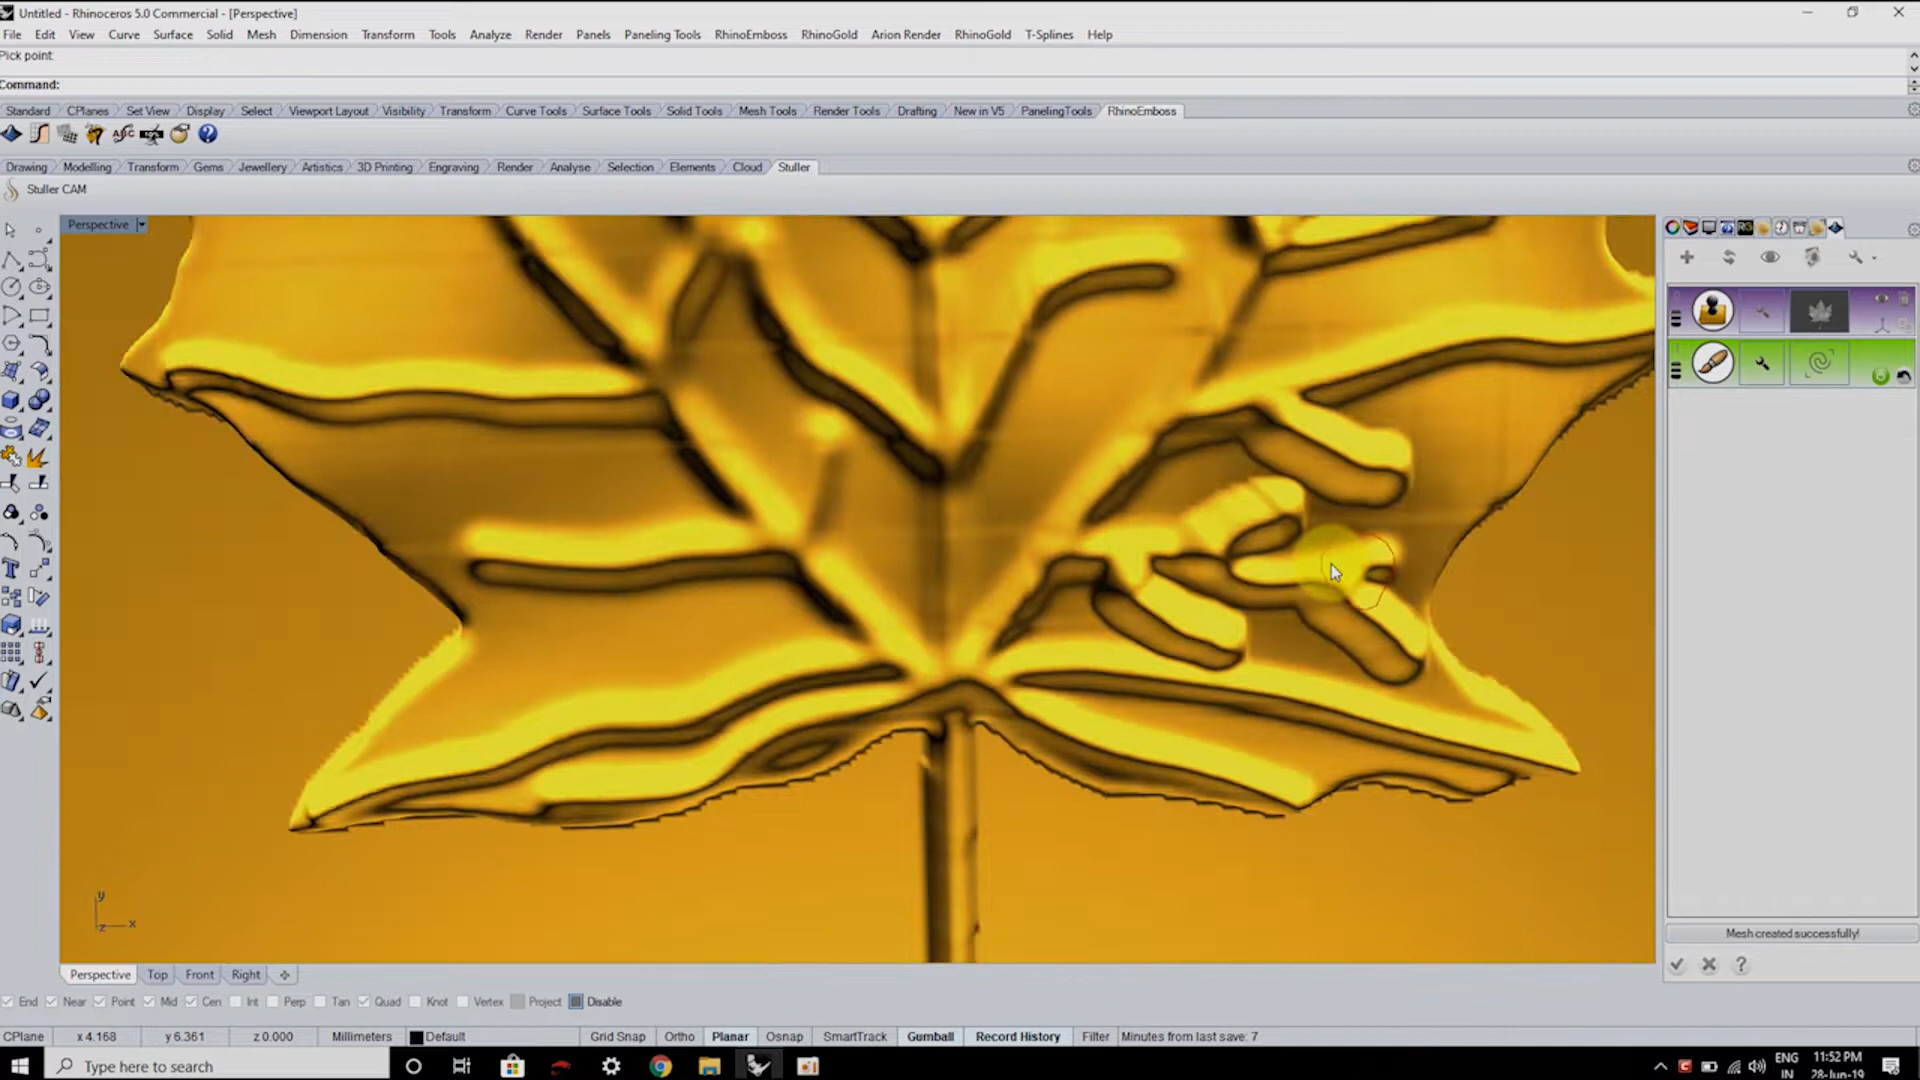 Untitled - Rhinoceros 5.0 Commercial - [Perspective]
File Edit View Curve Surface Solid Mesh Dimension Transform Tools Analyze Render Panels Paneling Tools RhinoEmboss RhinoGold Arion Render RhinoGold T-Splines Help
Pick point
Command:
Standard CPlanes Set View Display Select Viewport Layout Visibility Transform Curve Tools Surface Tools Solid Tools Mesh Tools Render Tools Drafting New in V5 PanelingTools RhinoEmboss
Drawing Modelling Transform Gems Jewellery Artistics 3D Printing Engraving Render Analyse Selection Elements Cloud Stuller
Stuller CAM
Perspective
y
z x
Mesh created successfully!
Perspective Top Front Right
End Near Point Mid Cen Int Perp Tan Quad Knot Vertex Project Disable
CPlane x 4.168 y 6.361 z 0.000 Millimeters Default Grid Snap Ortho Planar Osnap SmartTrack Gumball Record History Filter Minutes from last save: 7
Type here to search
ENG 11:52 PM
IN 28-Jun-19